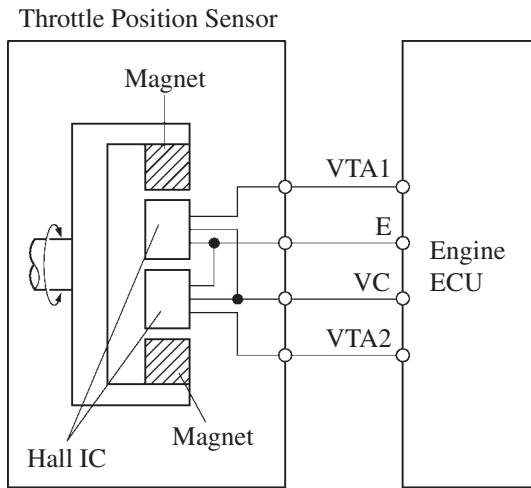 Throttle Position Sensor
Magnet
VTA1
E
Engine
ECU
VC
VTA2
Magnet
Hall IC